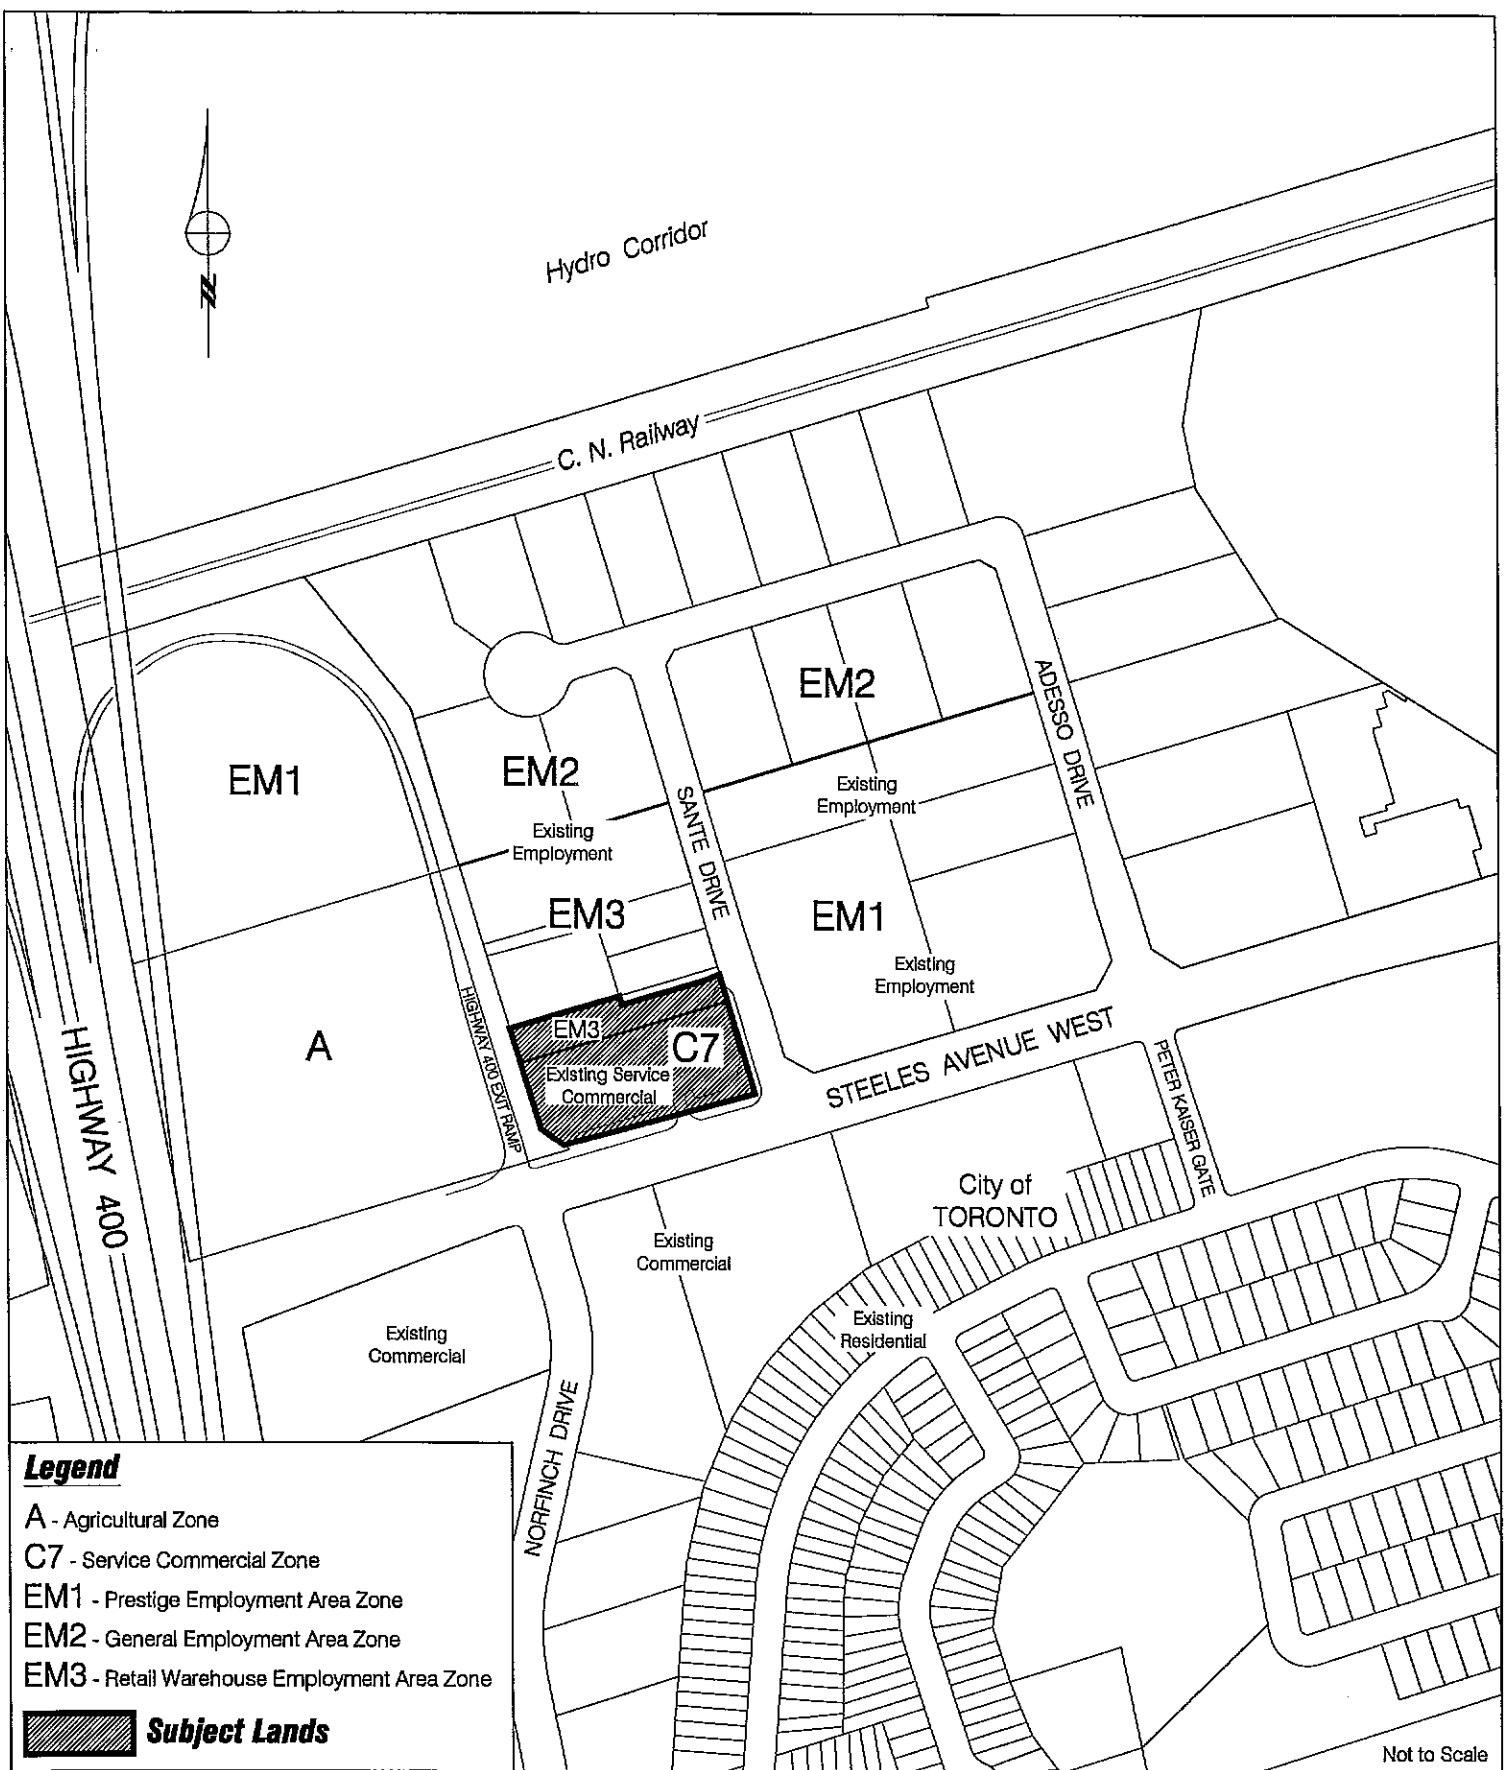 N
Hydro Corridor
C. N. Railway
EM2
ADESSO DRIVE
EM1
EM2
Existing
Employment
SANTE DRIVE
Existing
Employment
EM3
EM1
Existing
Employment
HIGHWAY 400 EXIT RAMP
EM3
C7
A
Existing Service
Commercial
STEELES AVENUE WEST
PETER KAISER GATE
HIGHWAY 400
City of
TORONTO
Existing
Commercial
Existing
Commercial
Existing
Residential
NORFINCH DRIVE
Legend
A - Agricultural Zone
C7 - Service Commercial Zone
EM1 - Prestige Employment Area Zone
EM2 - General Employment Area Zone
EM3 - Retail Warehouse Employment Area Zone
Subject Lands
Not to Scale